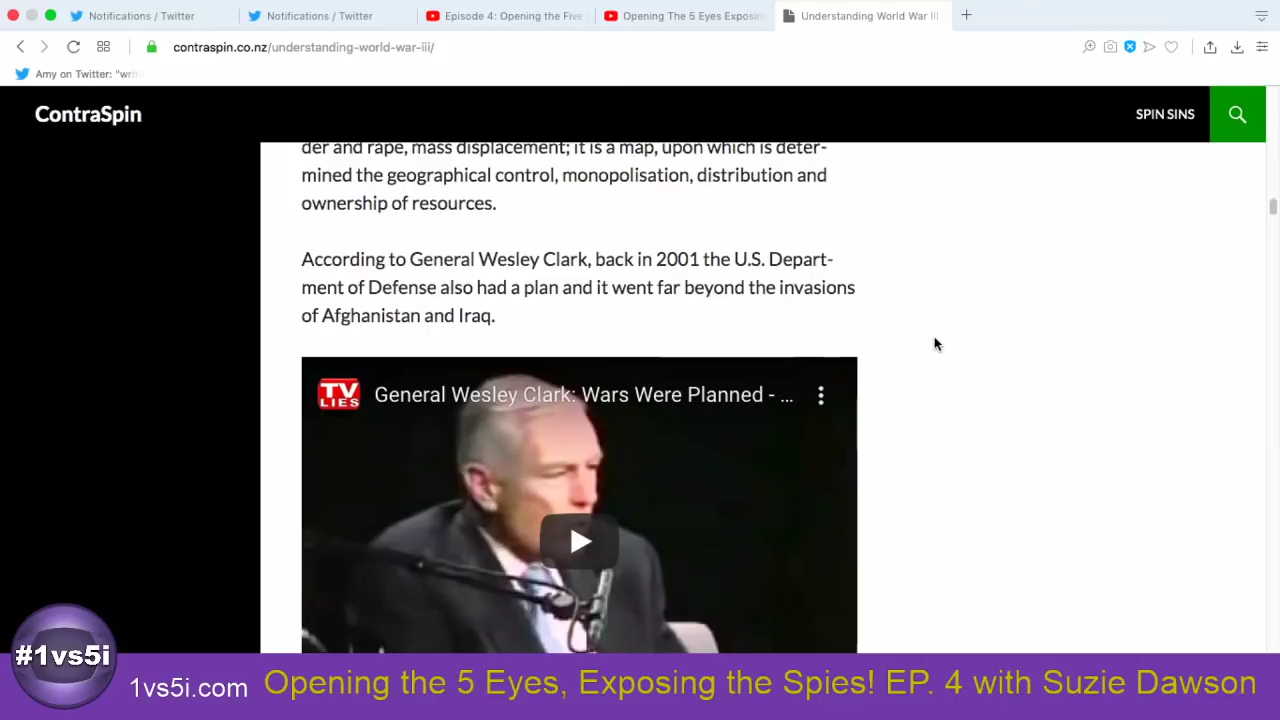 Notifications / Twitter
Notifications / Twitter
Episode 4: Opening the Five
Opening The 5 Eyes Exposing
Understanding World War III
contraspin.co.nz/understanding-world-war-iii/
Amy on Twitter: "writ
ContraSpin
SPIN SINS
der and rape, mass displacement; it is a map, upon which is deter-
mined the geographical control, monopolisation, distribution and
ownership of resources.
According to General Wesley Clark, back in 2001 the U.S. Depart-
ment of Defense also had a plan and it went far beyond the invasions
of Afghanistan and Iraq.
TV
LIES
General Wesley Clark: Wars Were Planned - ...
#1vs5i
1vs5i.com
Opening the 5 Eyes, Exposing the Spies! EP. 4 with Suzie Dawson